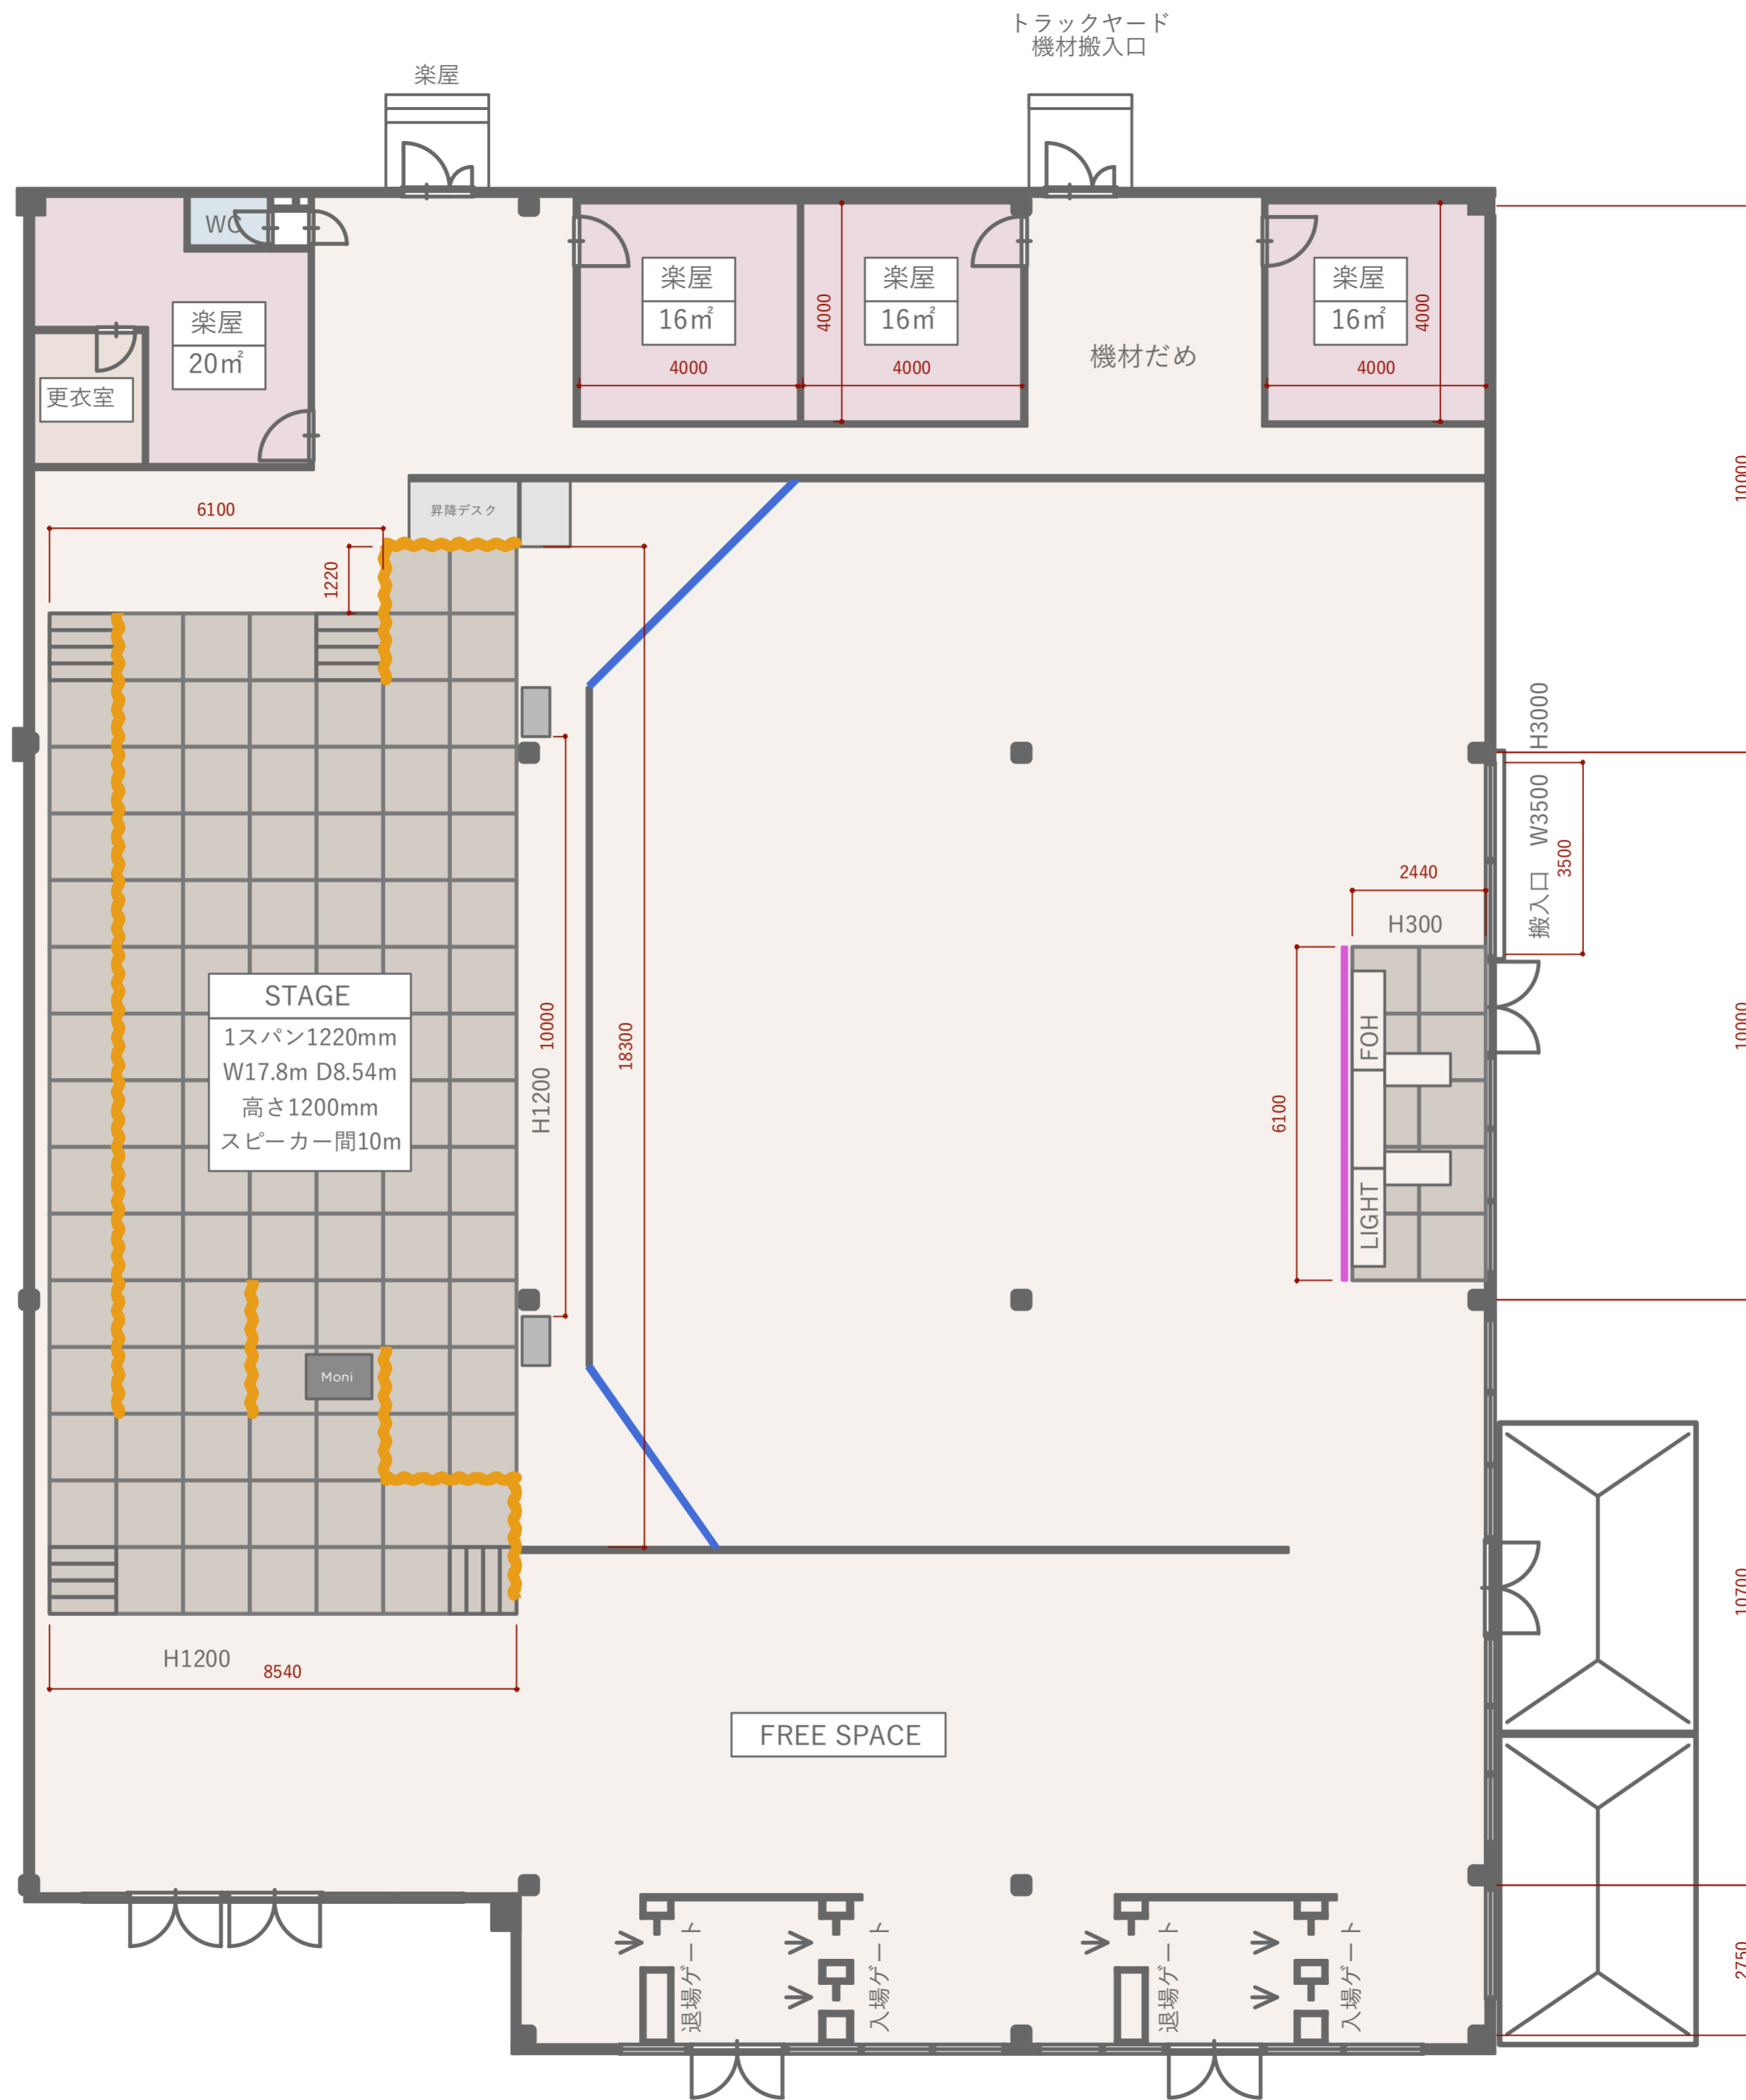 トラックヤード
機材搬入口
楽屋
WC
楽屋
20㎡
更衣室
楽屋
16㎡
4000
楽屋
16㎡
4000
4000
機材だめ
楽屋
16㎡
4000
4000
10000
昇降デスク
6100
1220
STAGE
1スパン1220mm
W17.8m D8.54m
高さ1200mm
スピーカー間10m
H1200
10000
18300
搬入口 W3500 H3000
3500
2440
H300
FOH
LIGHT
6100
10000
Moni
H1200
8540
10700
FREE SPACE
退場ゲート
入場ゲート
退場ゲート
入場ゲート
2750